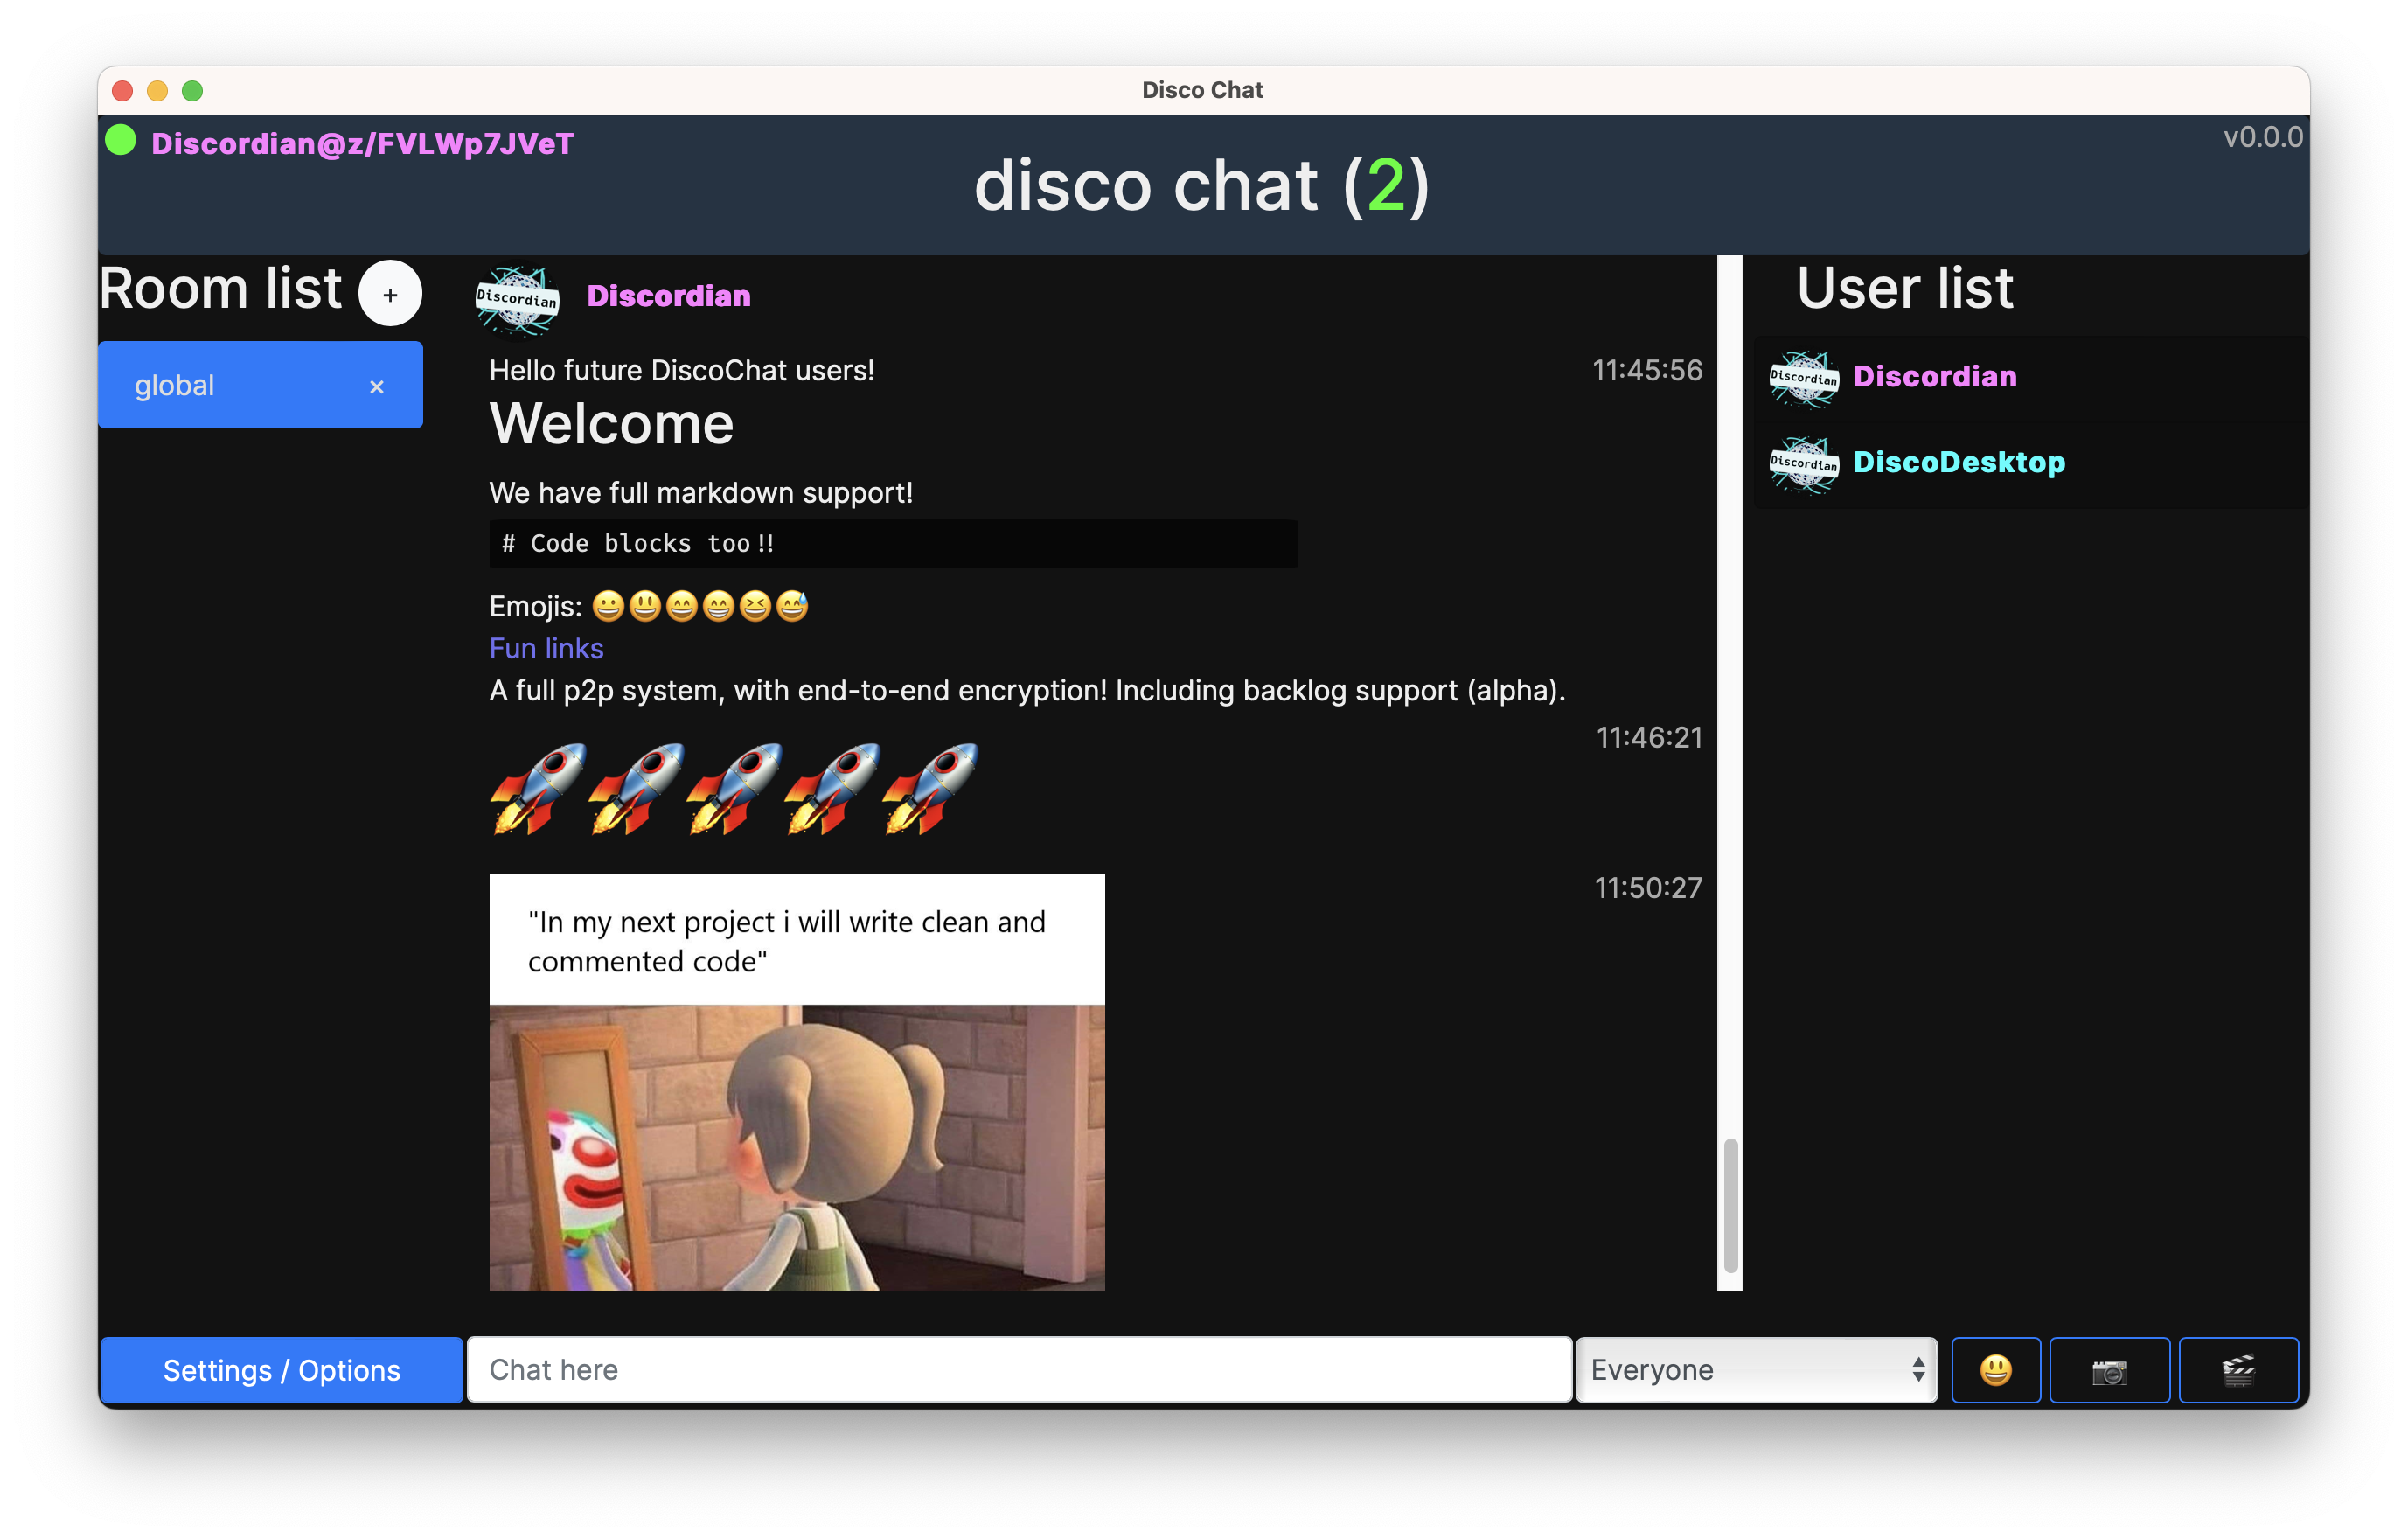 Disco Chat
Discordian@z/FVLWp7JVeT
v0.0.0
disco chat (2)
Room list +
global ×
Discordian
Discordian
Hello future DiscoChat users! 11:45:56
Welcome
We have full markdown support!
# Code blocks too!!
Emojis: 😀😃😄😁😆😅
Fun links
A full p2p system, with end-to-end encryption! Including backlog support (alpha).
11:46:21
🚀🚀🚀🚀🚀
11:50:27
"In my next project i will write clean and
commented code"
User list
Discordian
Discordian
Discordian
DiscoDesktop
Settings / Options
Chat here
Everyone